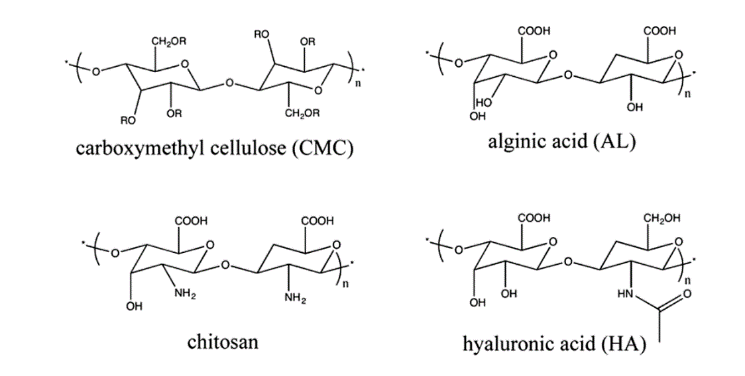 CH₂OR
RO
OR
O
O
O
O
n
RO
OR
CH₂OR
carboxymethyl cellulose (CMC)
COOH
COOH
O
O
O
O
n
HO
OH
OH
alginic acid (AL)
COOH
COOH
O
O
O
O
n
OH
NH₂
NH₂
chitosan
COOH
CH₂OH
O
O
O
O
n
OH
OH
HN
O
hyaluronic acid (HA)